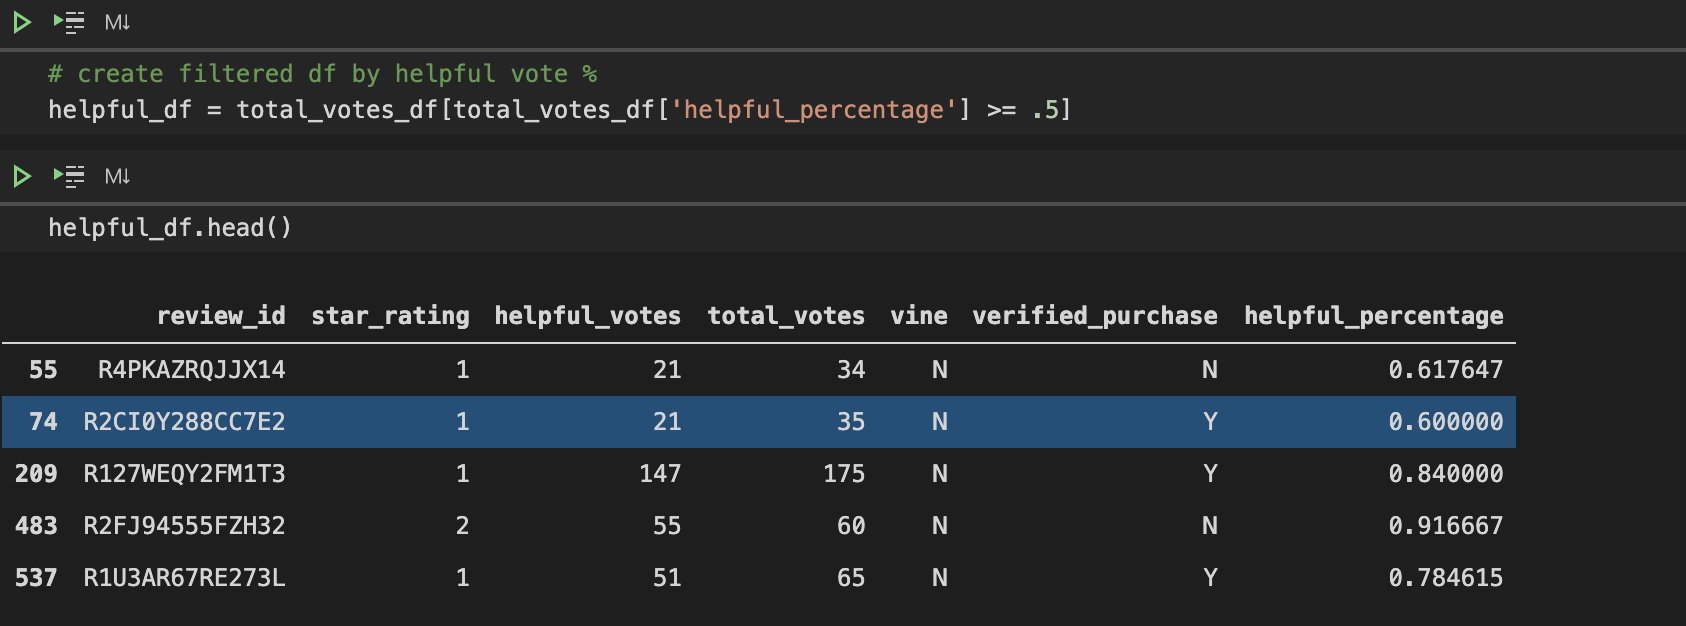 M↓
# create filtered df by helpful vote %
helpful_df = total_votes_df[total_votes_df['helpful_percentage'] >= .5]
M↓
helpful_df.head()
review_id star_rating helpful_votes total_votes vine verified_purchase helpful_percentage
55 R4PKAZRQJJX14 1 21 34 N N 0.617647
74 R2CI0Y288CC7E2 1 21 35 N Y 0.600000
209 R127WEQY2FM1T3 1 147 175 N Y 0.840000
483 R2FJ94555FZH32 2 55 60 N N 0.916667
537 R1U3AR67RE273L 1 51 65 N Y 0.784615